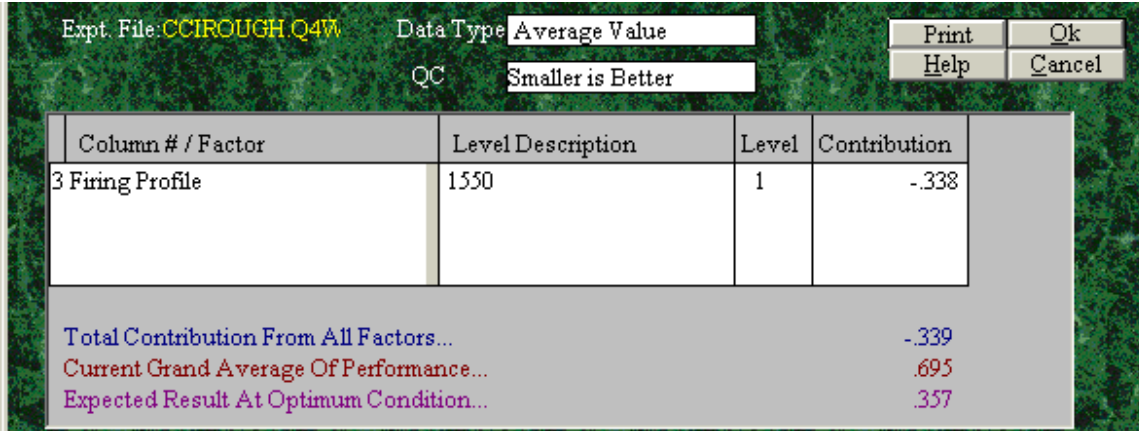 Expt. File:CCIROUGH.Q4W Data Type Average Value Print Ok
QC Smaller is Better Help Cancel
Column # / Factor Level Description Level Contribution
3 Firing Profile 1550 1 -.338
Total Contribution From All Factors... -.339
Current Grand Average Of Performance... .695
Expected Result At Optimum Condition... .357